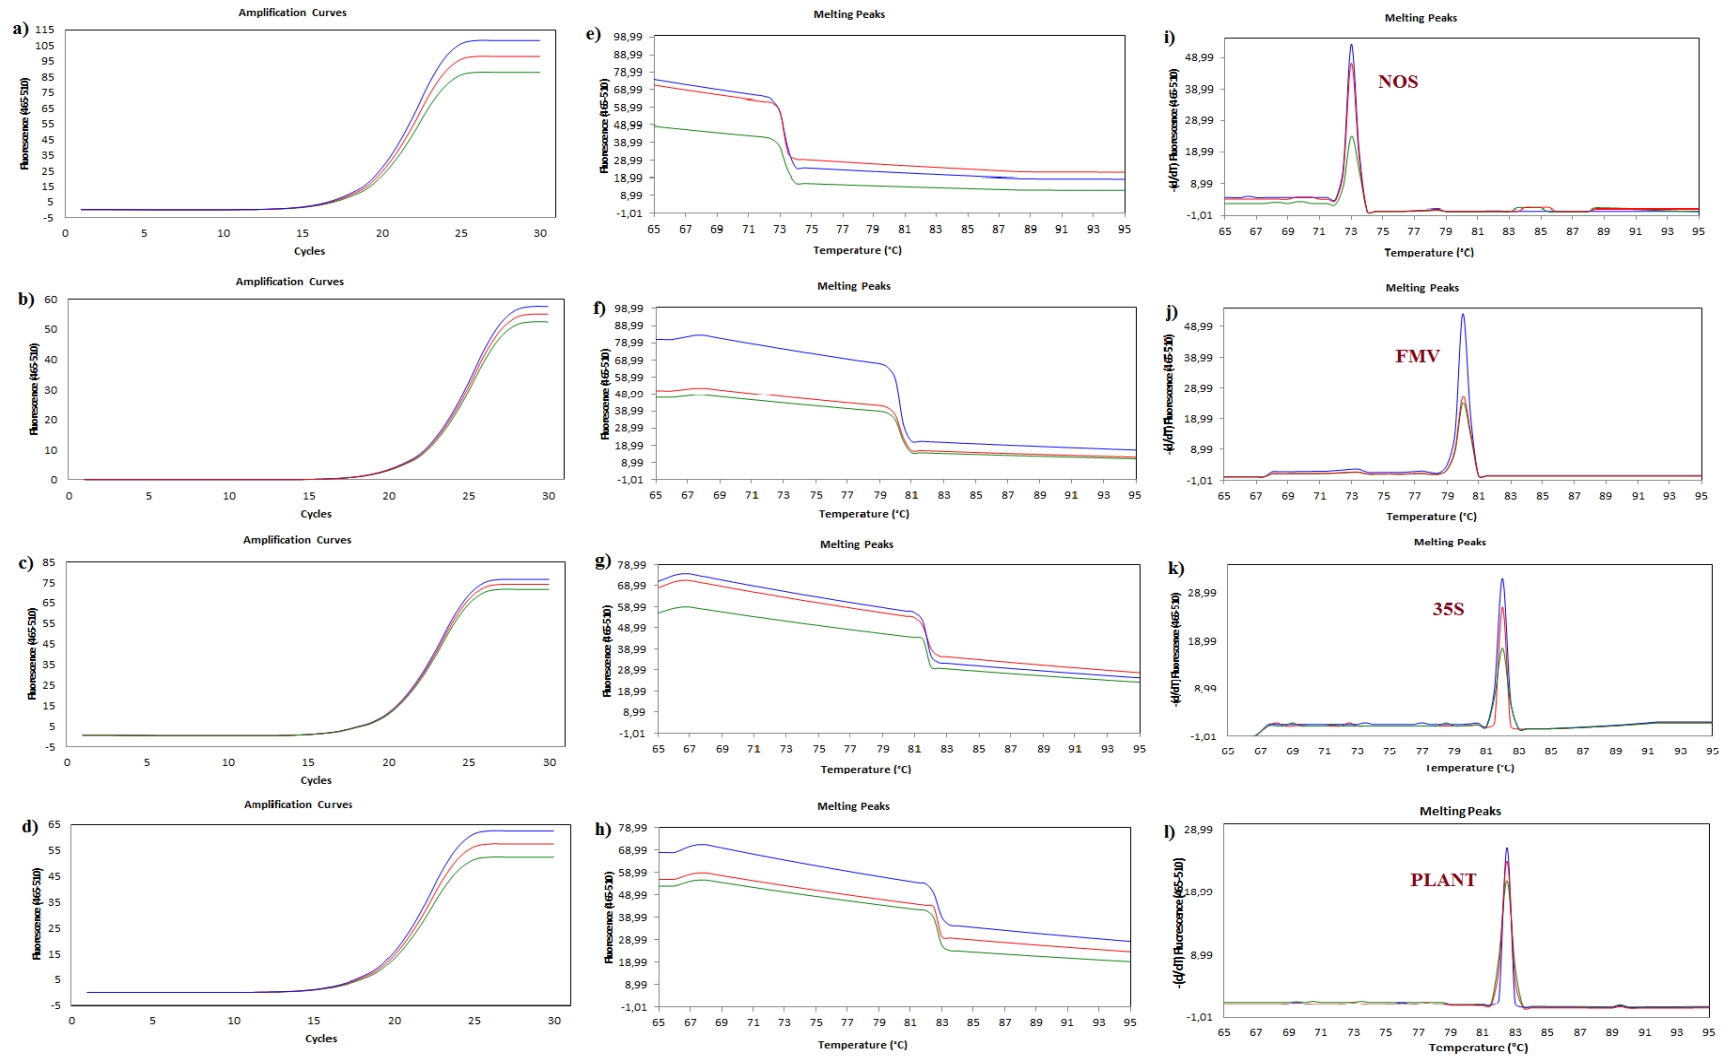 a)
Amplification Curves
Fluorescence (465-510)
115
105
95
85
75
65
55
45
35
25
15
5
-5
0 5 10 15 20 25 30
Cycles
e)
Melting Peaks
Fluorescence (465-510)
98,99
88,99
78,99
68,99
58,99
48,99
38,99
28,99
18,99
8,99
-1,01
65 67 69 71 73 75 77 79 81 83 85 87 89 91 93 95
Temperature (°C)
i)
Melting Peaks
-(d/dT) Fluorescence (465-510)
NOS
48,99
38,99
28,99
18,99
8,99
-1,01
65 67 69 71 73 75 77 79 81 83 85 87 89 91 93 95
Temperature (°C)
b)
Amplification Curves
Fluorescence (465-510)
60
50
40
30
20
10
0
0 5 10 15 20 25 30
Cycles
f)
Melting Peaks
Fluorescence (465-510)
98,99
88,99
78,99
68,99
58,99
48,99
38,99
28,99
18,99
8,99
-1,01
65 67 69 71 73 75 77 79 81 83 85 87 89 91 93 95
Temperature (°C)
j)
Melting Peaks
-(d/dT) Fluorescence (465-510)
FMV
48,99
38,99
28,99
18,99
8,99
-1,01
65 67 69 71 73 75 77 79 81 83 85 87 89 91 93 95
Temperature (°C)
c)
Amplification Curves
Fluorescence (465-510)
85
75
65
55
45
35
25
15
5
-5
0 5 10 15 20 25 30
Cycles
g)
Melting Peaks
Fluorescence (465-510)
78,99
68,99
58,99
48,99
38,99
28,99
18,99
8,99
-1,01
65 67 69 71 73 75 77 79 81 83 85 87 89 91 93 95
Temperature (°C)
k)
Melting Peaks
-(d/dT) Fluorescence (465-510)
35S
28,99
18,99
8,99
-1,01
65 67 69 71 73 75 77 79 81 83 85 87 89 91 93 95
Temperature (°C)
d)
Amplification Curves
Fluorescence (465-510)
65
55
45
35
25
15
5
-5
0 5 10 15 20 25 30
Cycles
h)
Melting Peaks
Fluorescence (465-510)
78,99
68,99
58,99
48,99
38,99
28,99
18,99
8,99
-1,01
65 67 69 71 73 75 77 79 81 83 85 87 89 91 93 95
Temperature (°C)
l)
Melting Peaks
-(d/dT) Fluorescence (465-510)
PLANT
28,99
18,99
8,99
-1,01
65 67 69 71 73 75 77 79 81 83 85 87 89 91 93 95
Temperature (°C)